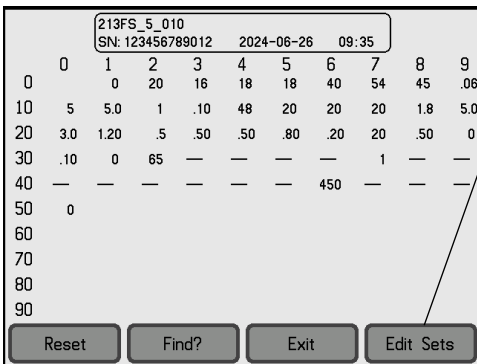 213FS_5_010
SN: 123456789012 2024-06-26 09:35
0 1 2 3 4 5 6 7 8 9
0 0 20 16 18 18 40 54 45 .06
10 5 5.0 1 .10 48 20 20 20 1.8 5.0
20 3.0 1.20 .5 .50 .50 .80 .20 20 .50 0
30 .10 0 65 — — — — 1 — —
40 — — — — — — 450 — — —
50 0
60
70
80
90
Reset Find? Exit Edit Sets